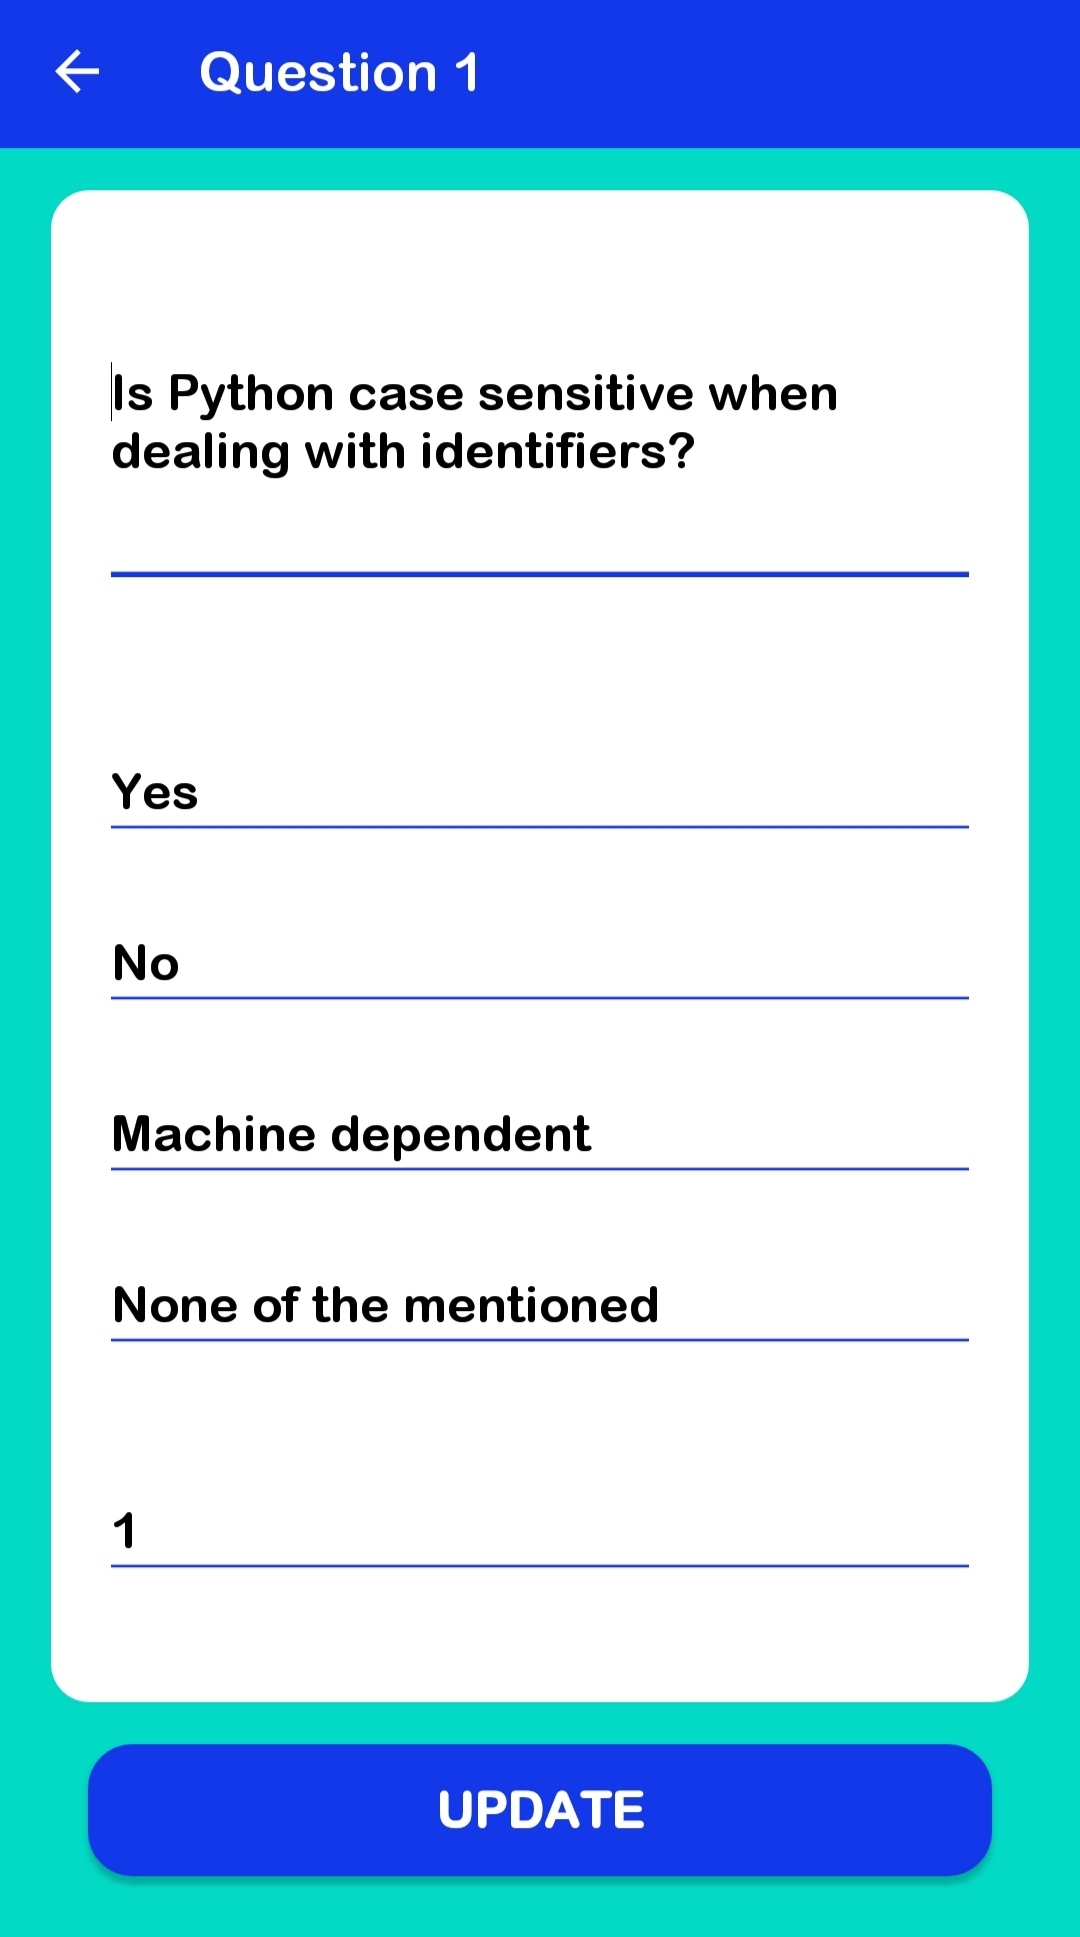 Question 1
Is Python case sensitive when
dealing with identifiers?
Yes
No
Machine dependent
None of the mentioned
1
UPDATE